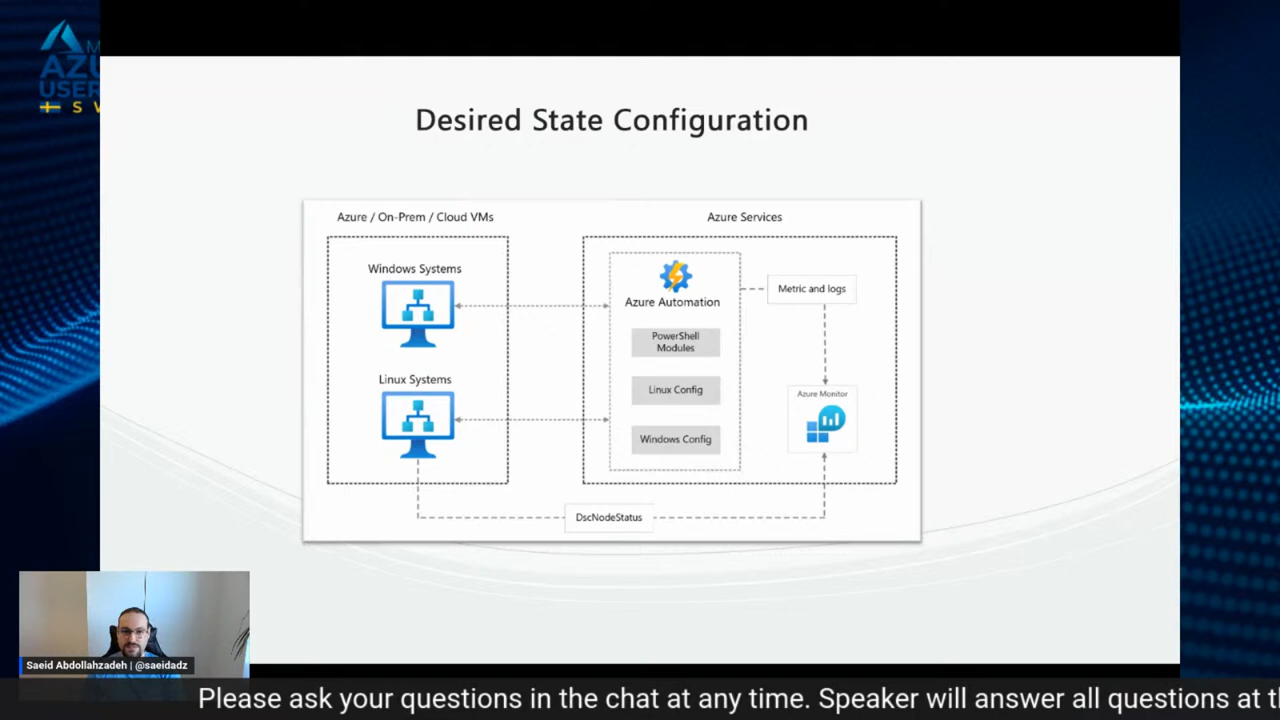 M
AZU
USER
S W
Desired State Configuration
Azure / On-Prem / Cloud VMs
Azure Services
Windows Systems
Linux Systems
Azure Automation
PowerShell
Modules
Linux Config
Windows Config
Metric and logs
Azure Monitor
DscNodeStatus
Saeid Abdollahzadeh | @saeidadz
Please ask your questions in the chat at any time. Speaker will answer all questions at t